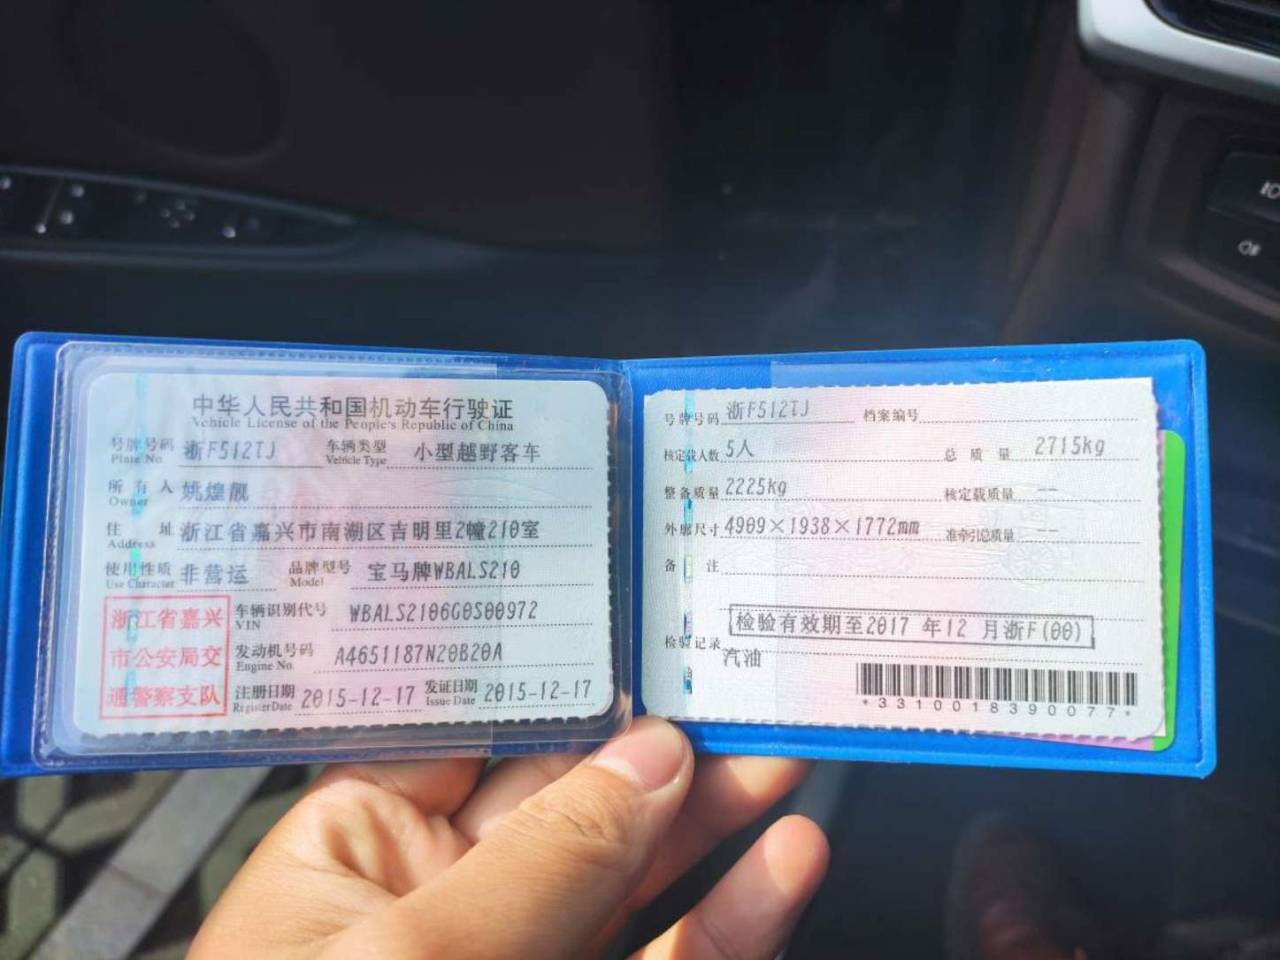 中华人民共和国机动车行驶证
Vehicle License of the People's Republic of China
号牌号码 浙F512TJ 车辆类型 小型越野客车
Plate No. Vehicle Type
所有人 姚煌靓
Owner
住址 浙江省嘉兴市南湖区吉明里2幢210室
Address
使用性质 非营运 品牌型号 宝马牌WBALS210
Use Character Model
浙江省嘉兴
市公安局交
通警察支队
车辆识别代号 WBALS2106G0S00972
VIN
发动机号码 A4651187N20B20A
Engine No.
注册日期 2015-12-17 发证日期 2015-12-17
Register Date Issue Date
号牌号码 浙F512TJ 档案编号
核定载人数 5人 总质量 2715kg
整备质量 2225kg 核定载质量 --
外廓尺寸 4909×1938×1772mm 准牵引总质量 --
备注
检验有效期至2017 年12 月浙F(00)
检验记录
汽油
*3310018390077*